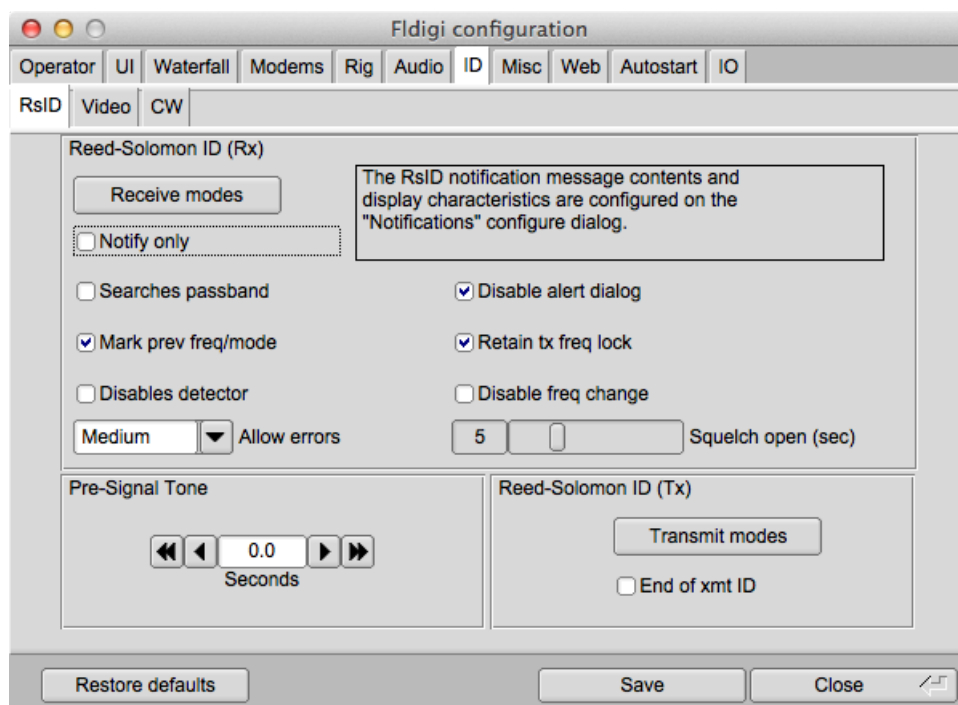 Fldigi configuration
Operator UI Waterfall Modems Rig Audio ID Misc Web Autostart IO
RsID Video CW
Reed-Solomon ID (Rx)
Receive modes
The RsID notification message contents and
display characteristics are configured on the
"Notifications" configure dialog.
Notify only
Searches passband
Disable alert dialog
Mark prev freq/mode
Retain tx freq lock
Disables detector
Disable freq change
Medium Allow errors
5 Squelch open (sec)
Pre-Signal Tone
0.0
Seconds
Reed-Solomon ID (Tx)
Transmit modes
End of xmt ID
Restore defaults
Save
Close